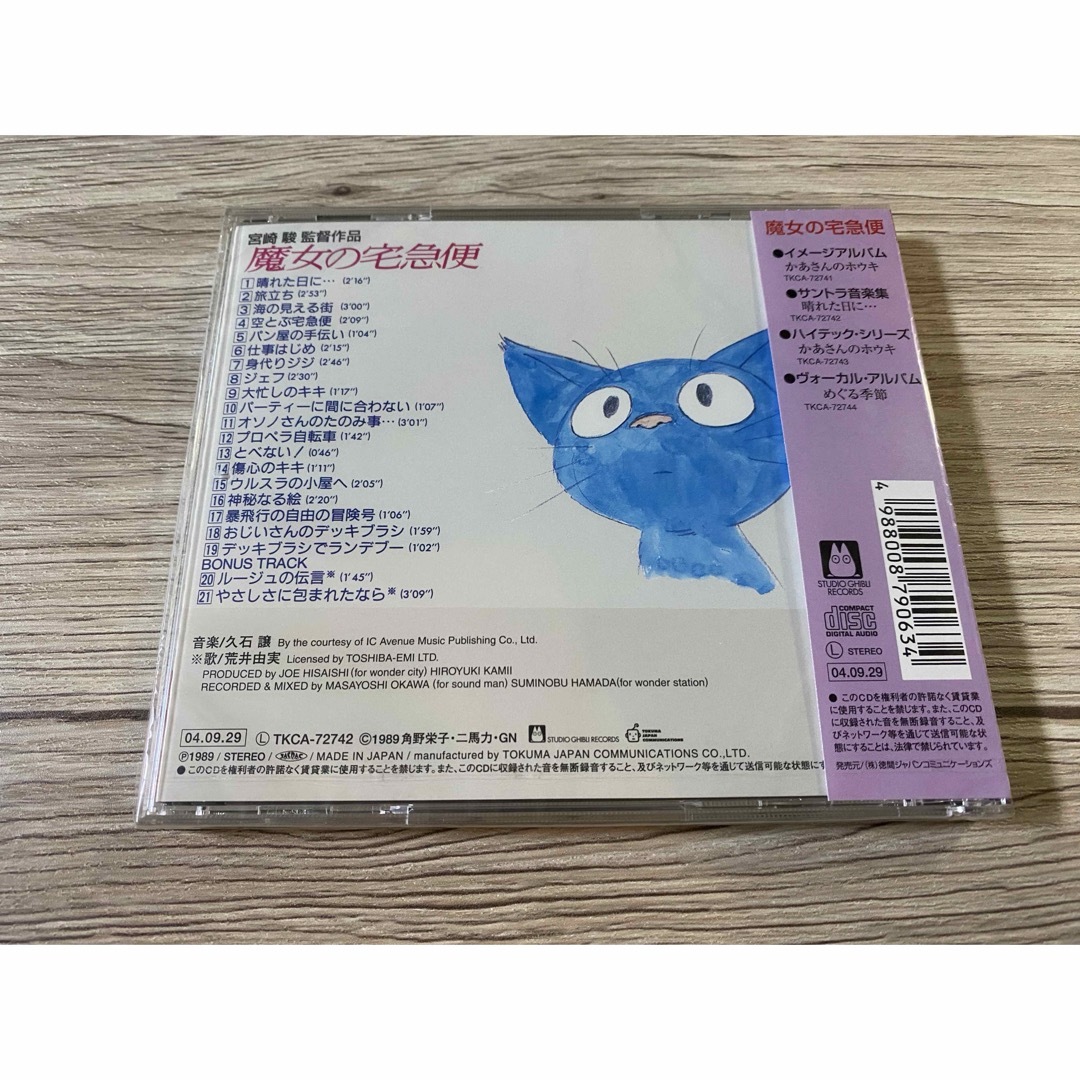 宮崎 駿 監督作品
魔女の宅急便
1 晴れた日に… (2'16")
2 旅立ち (2'53")
3 海の見える街 (3'00")
4 空とぶ宅急便 (2'09")
5 パン屋の手伝い (1'04")
6 仕事はじめ (2'15")
7 身代りジジ (2'46")
8 ジェフ (2'30")
9 大忙しのキキ (1'17")
10 パーティーに間に合わない (1'07")
11 オソノさんのたのみ事… (3'01")
12 プロペラ自転車 (1'42")
13 とべない! (0'46")
14 傷心のキキ (1'11")
15 ウルスラの小屋へ (2'05")
16 神秘なる絵 (2'20")
17 暴飛行の自由の冒険号 (1'06")
18 おじいさんのデッキブラシ (1'59")
19 デッキブラシでランデブー (1'02")
BONUS TRACK
20 ルージュの伝言※ (1'45")
21 やさしさに包まれたなら※ (3'09")
音楽/久石 譲 By the courtesy of IC Avenue Music Publishing Co., Ltd.
※歌/荒井由実 Licensed by TOSHIBA-EMI LTD.
PRODUCED by JOE HISAISHI (for wonder city) HIROYUKI KAMII
RECORDED & MIXED by MASAYOSHI OKAWA (for sound man) SUMINOBU HAMADA (for wonder station)
04.09.29 Ⓛ TKCA-72742 ©1989 角野栄子・二馬力・GN STUDIO GHIBLI RECORDS TOKUMA JAPAN COMMUNICATIONS
℗1989 / STEREO / MADE IN JAPAN / manufactured by TOKUMA JAPAN COMMUNICATIONS CO., LTD.
●このCDを権利者の許諾なく賃貸業に使用することを禁じます。また、このCDに収録された音を無断録音すること、及びネットワーク等を通じて送信可能な状態にす
魔女の宅急便
●イメージアルバム
かあさんのホウキ
TKCA-72741
●サントラ音楽集
晴れた日に…
TKCA-72742
●ハイテック・シリーズ
かあさんのホウキ
TKCA-72743
●ヴォーカル・アルバム
めぐる季節
TKCA-72744
4 988008 790634
STUDIO GHIBLI
RECORDS
COMPACT
disc
DIGITAL AUDIO
Ⓛ STEREO
04.09.29
●このCDを権利者の許諾なく賃貸業
に使用することを禁じます。また、このCD
に収録された音を無断録音すること、及
びネットワーク等を通じて送信可能な状
態にすることは、法律で禁じられています。
発売元/(株)徳間ジャパンコミュニケーションズ